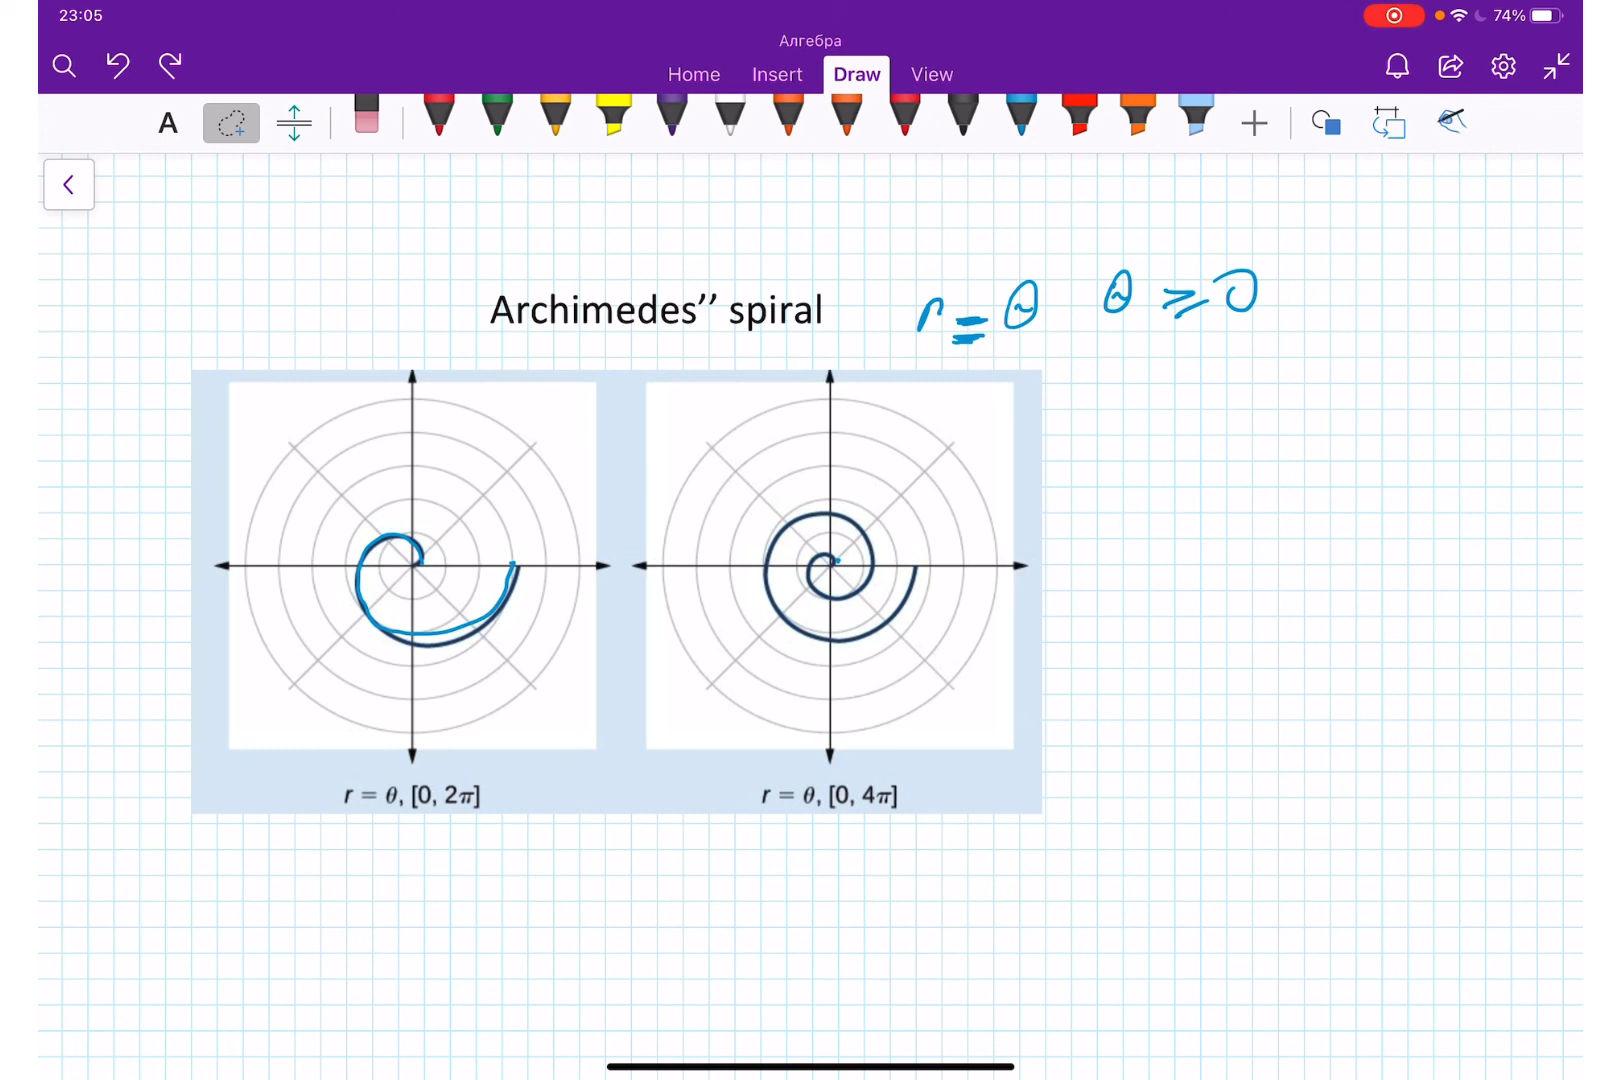 23:05
74%
Алгебра
Home Insert Draw View
A
Archimedes’’ spiral r = θ θ ≥ 0
r = θ, [0, 2π] r = θ, [0, 4π]